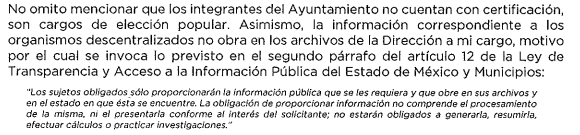 No omito mencionar que los integrantes del Ayuntamiento no cuentan con certificación,
son cargos de elección popular. Asimismo, la información correspondiente a los
organismos descentralizados no obra en los archivos de la Dirección a mi cargo, motivo
por el cual se invoca lo previsto en el segundo párrafo del artículo 12 de la Ley de
Transparencia y Acceso a la Información Pública del Estado de México y Municipios:
"Los sujetos obligados sólo proporcionarán la información pública que se les requiera y que obre en sus archivos y
en el estado en que ésta se encuentre. La obligación de proporcionar información no comprende el procesamiento
de la misma, ni el presentarla conforme al interés del solicitante; no estarán obligados a generarla, resumirla,
efectuar cálculos o practicar investigaciones."